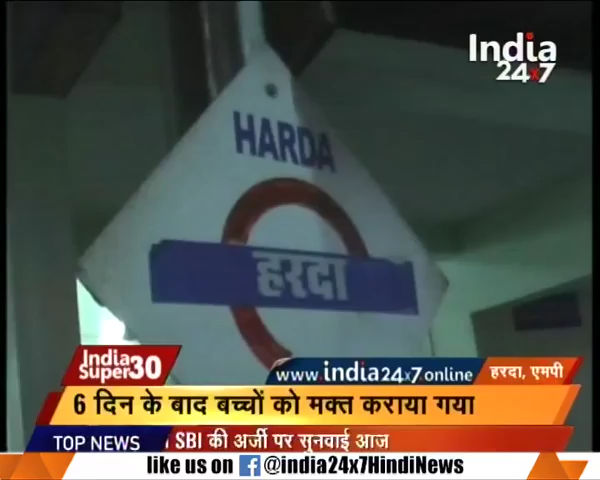 India
24x7
HARDA
हरदा
India
Super30
www.india24x7online
हरदा, एमपी
6 दिन के बाद बच्चों को मक्त कराया गया
TOP NEWS
SBI की अर्जी पर सुनवाई आज
like us on f @india24x7HindiNews